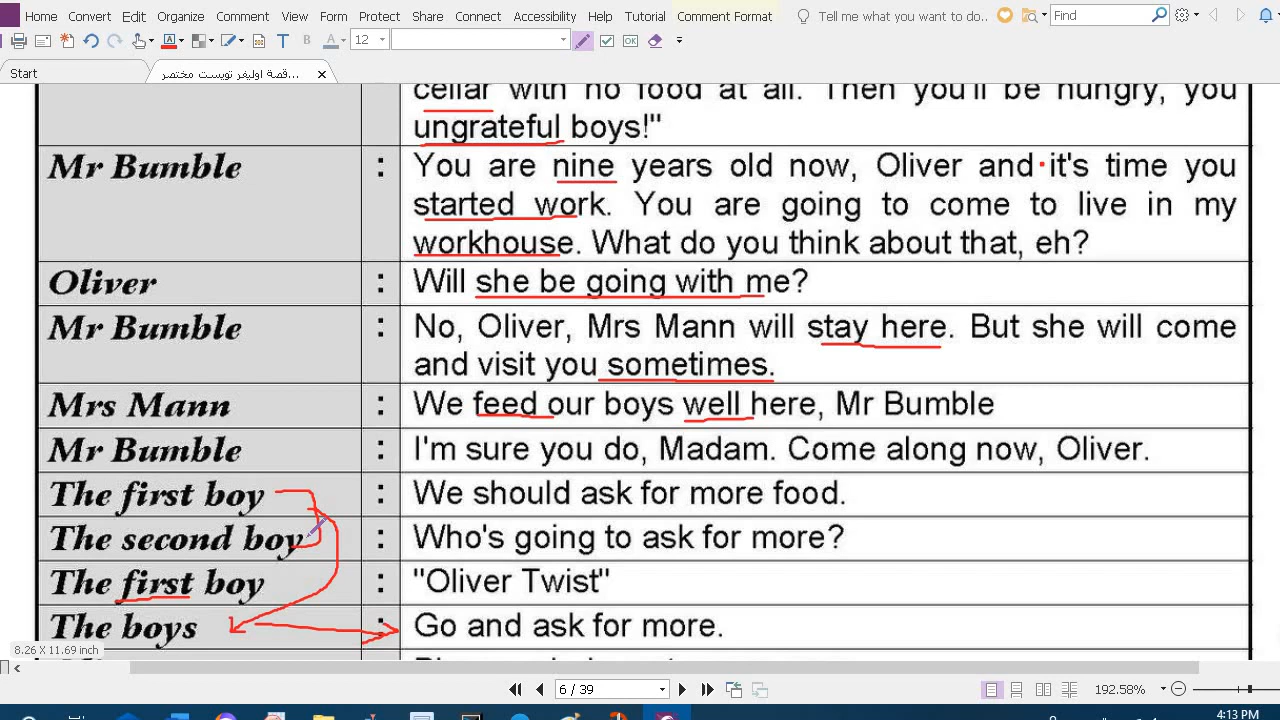 Home Convert Edit Organize Comment View Form Protect Share Connect Accessibility Help Tutorial Comment Format Tell me what you want to do.. Find
B A 12 OK
Start قصة اوليفر تويست مختصر...
cellar with no food at all. Then you'll be hungry, you
ungrateful boys!"
Mr Bumble : You are nine years old now, Oliver and it's time you
started work. You are going to come to live in my
workhouse. What do you think about that, eh?
Oliver : Will she be going with me?
Mr Bumble : No, Oliver, Mrs Mann will stay here. But she will come
and visit you sometimes.
Mrs Mann : We feed our boys well here, Mr Bumble
Mr Bumble : I'm sure you do, Madam. Come along now, Oliver.
The first boy : We should ask for more food.
The second boy : Who's going to ask for more?
The first boy : "Oliver Twist"
The boys : Go and ask for more.
8.26 X 11.69 inch
6 / 39 192.58%
4:13 PM